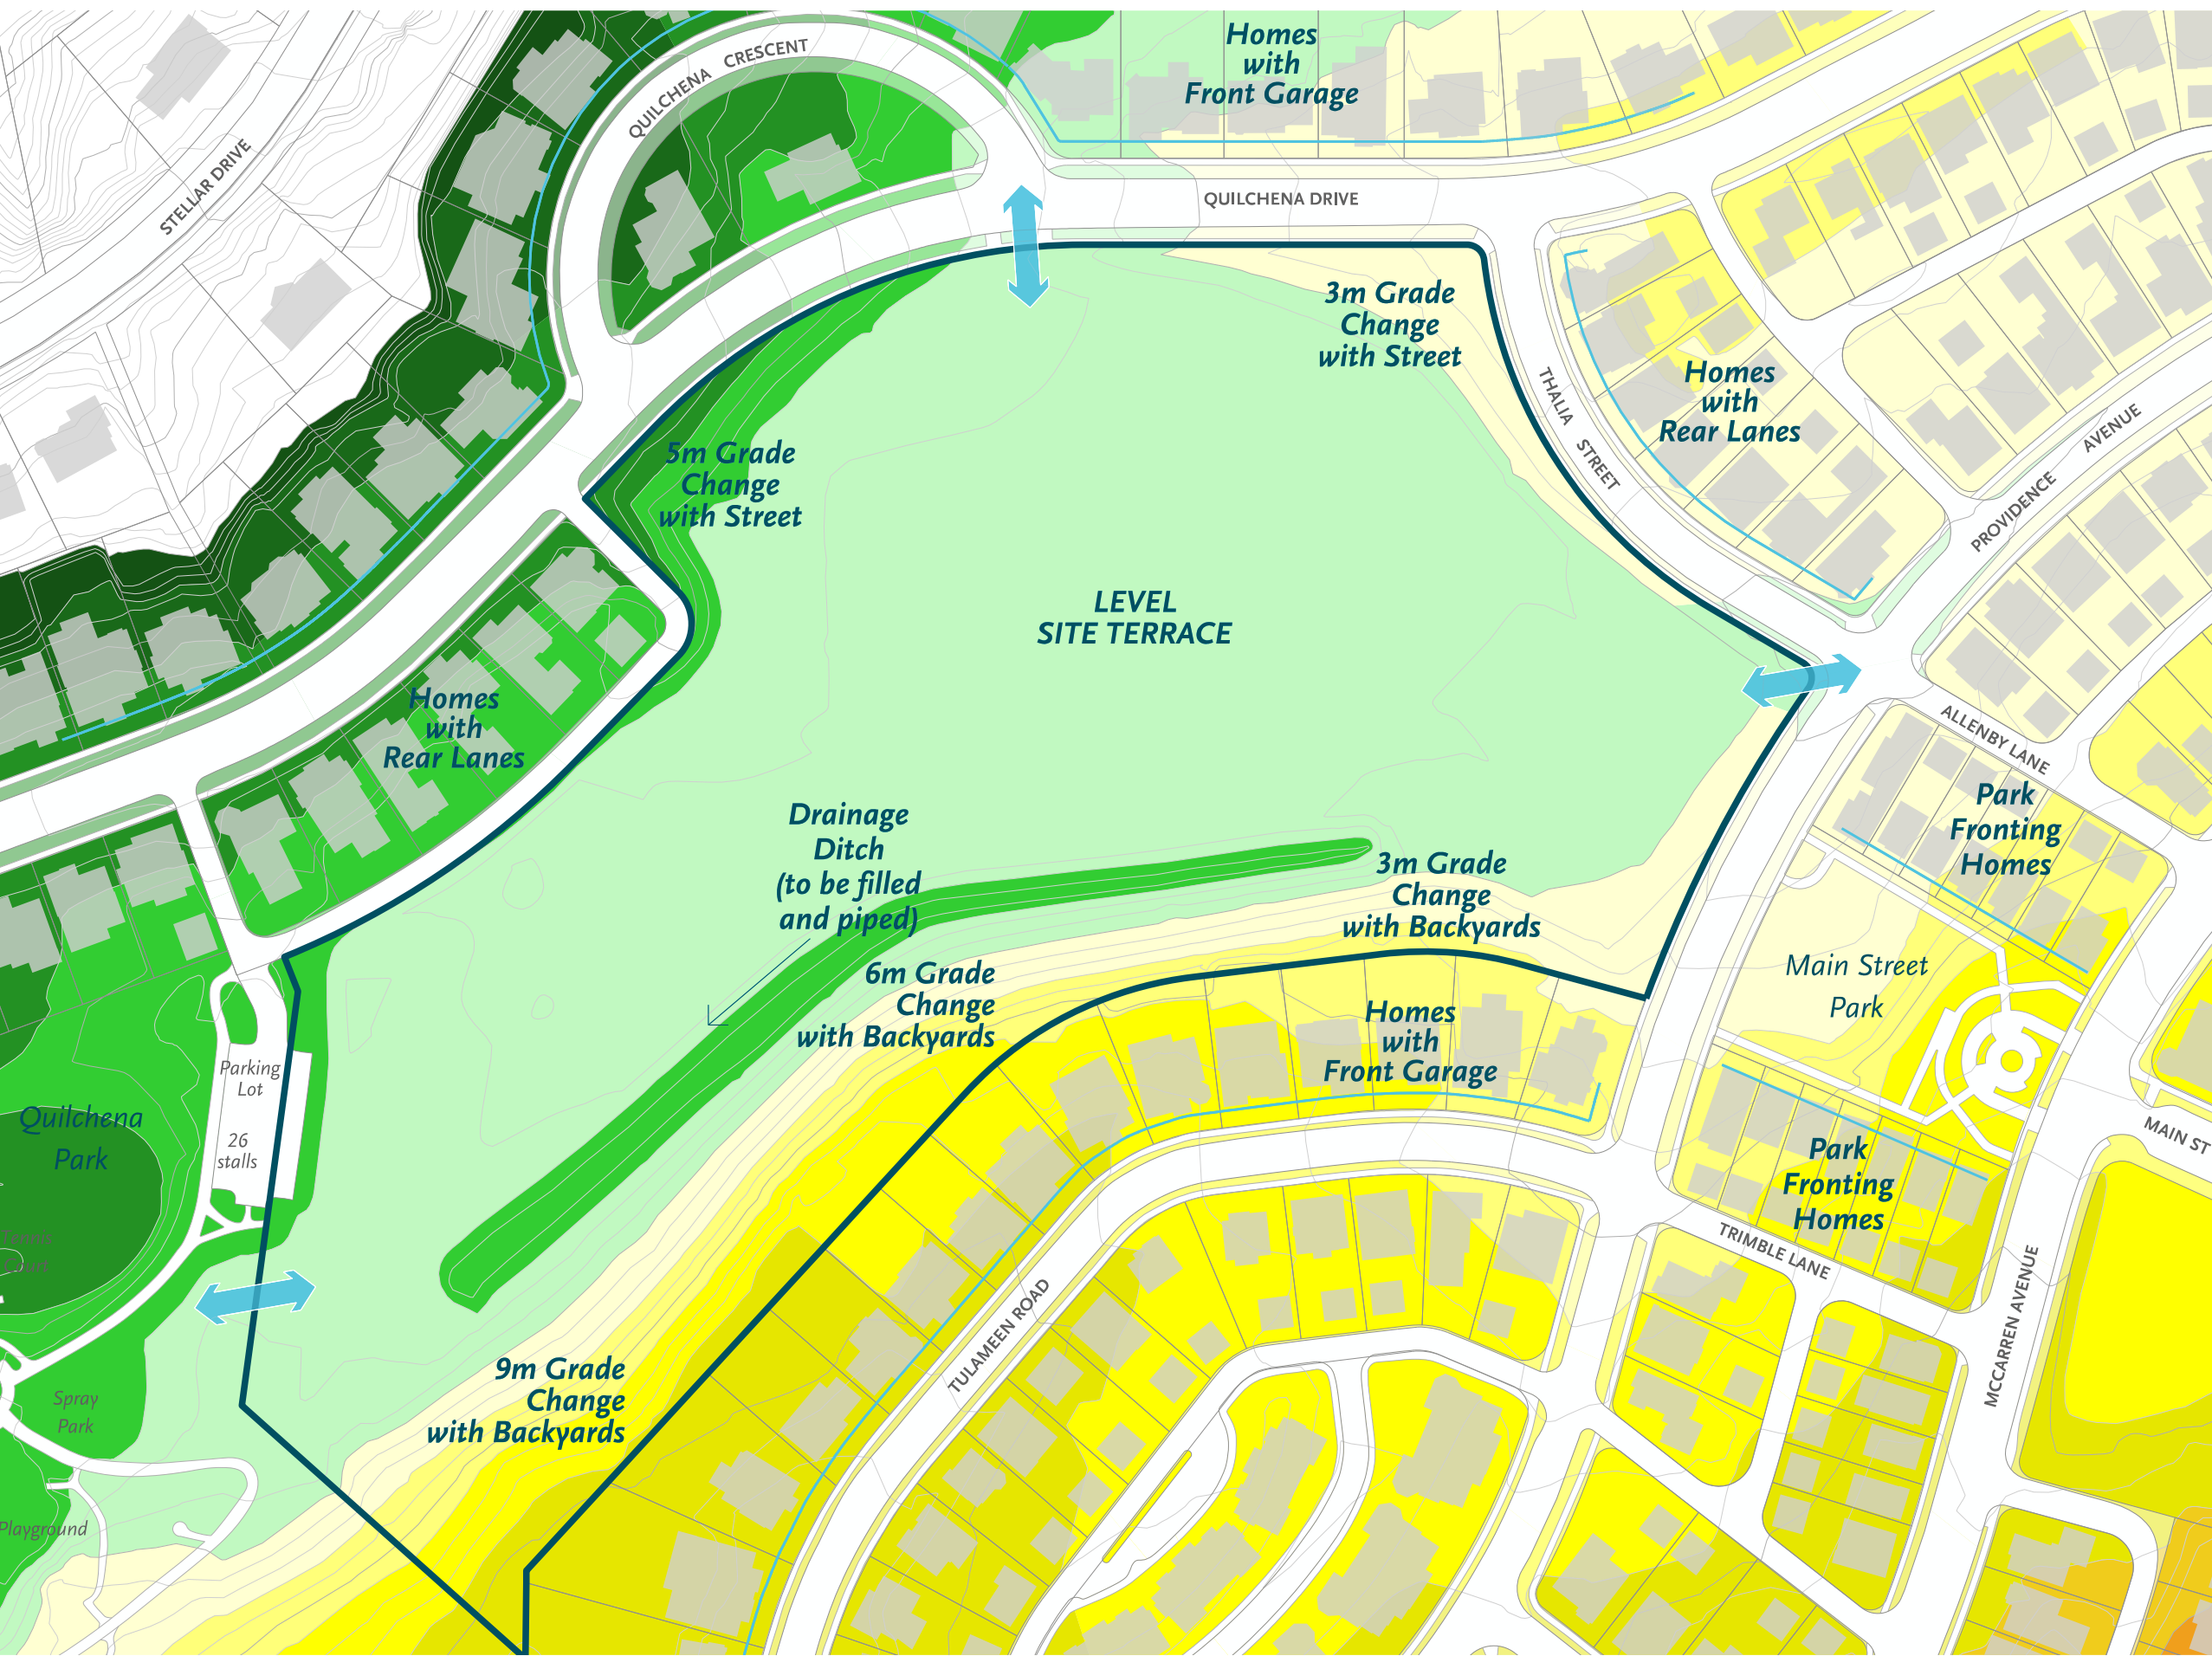 Homes
with
Front Garage
QUILCHENA CRESCENT
STELLAR DRIVE
QUILCHENA DRIVE
3m Grade
Change
with Street
THALIA STREET
Homes
with
Rear Lanes
PROVIDENCE AVENUE
5m Grade
Change
with Street
LEVEL
SITE TERRACE
Homes
with
Rear Lanes
ALLENBY LANE
Park
Fronting
Homes
Drainage
Ditch
(to be filled
and piped)
3m Grade
Change
with Backyards
6m Grade
Change
with Backyards
Main Street
Park
Homes
with
Front Garage
Parking
Lot
26
stalls
Quilchena
Park
Tennis
Court
MAIN ST
Park
Fronting
Homes
TRIMBLE LANE
MCCARREN AVENUE
TULAMEEN ROAD
9m Grade
Change
with Backyards
Spray
Park
Playground